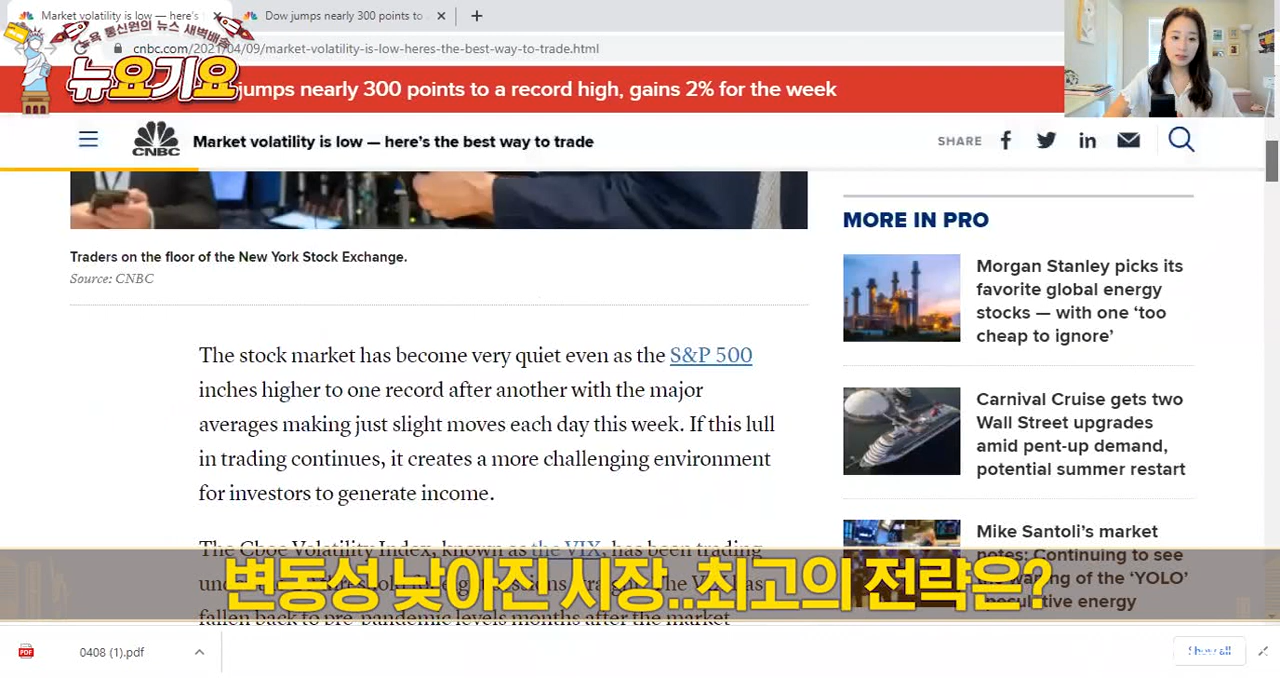 Market volatility is low — here's
Dow jumps nearly 300 points to
뉴욕 통신원의 뉴스 새벽배송
뉴요기요
cnbc.com/2021/04/09/market-volatility-is-low-heres-the-best-way-to-trade.html
jumps nearly 300 points to a record high, gains 2% for the week
CNBC
Market volatility is low — here's the best way to trade
SHARE
Traders on the floor of the New York Stock Exchange.
Source: CNBC
The stock market has become very quiet even as the S&P 500
inches higher to one record after another with the major
averages making just slight moves each day this week. If this lull
in trading continues, it creates a more challenging environment
for investors to generate income.
The Cboe Volatility Index, known as the VIX, has been trading
fallen back to pre-pandemic levels months after the market
MORE IN PRO
Morgan Stanley picks its
favorite global energy
stocks — with one 'too
cheap to ignore'
Carnival Cruise gets two
Wall Street upgrades
amid pent-up demand,
potential summer restart
Mike Santoli's market
notes: Continuing to see
the waning of the 'YOLO'
speculative energy
변동성 낮아진 시장..최고의 전략은?
PDF
0408 (1).pdf
Show all